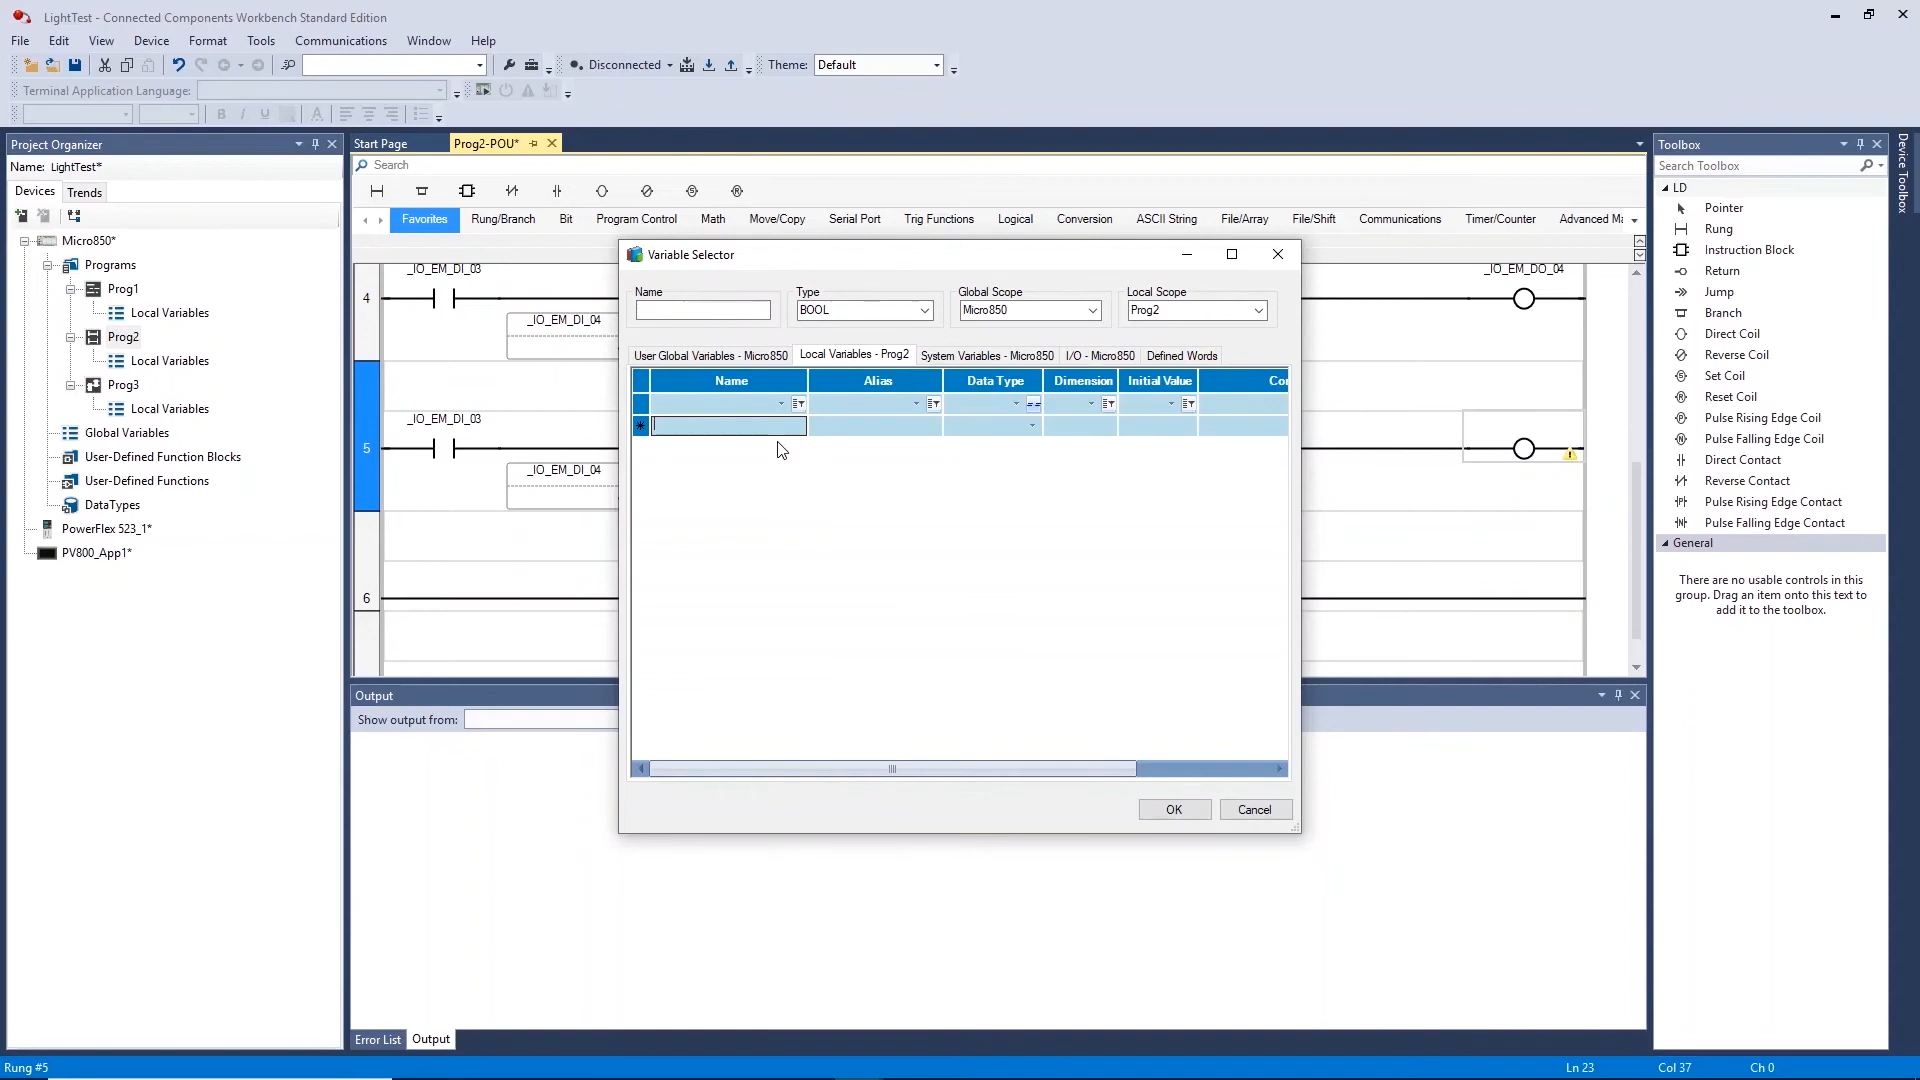 LightTest - Connected Components Workbench Standard Edition
File Edit View Device Format Tools Communications Window Help
Disconnected Theme: Default
Terminal Application Language:
B I U A
Project Organizer
Name: LightTest*
Devices Trends
Micro850*
Programs
Prog1
Local Variables
Prog2
Local Variables
Prog3
Local Variables
Global Variables
User-Defined Function Blocks
User-Defined Functions
DataTypes
PowerFlex 523_1*
PV800_App1*
Start Page Prog2-POU*
Search
Favorites Rung/Branch Bit Program Control Math Move/Copy Serial Port Trig Functions Logical Conversion ASCII String File/Array File/Shift Communications Timer/Counter Advanced Ma
4 _IO_EM_DI_03 _IO_EM_DO_04
_IO_EM_DI_04
5 _IO_EM_DI_03
_IO_EM_DI_04
6
Variable Selector
Name Type Global Scope Local Scope
BOOL Micro850 Prog2
User Global Variables - Micro850 Local Variables - Prog2 System Variables - Micro850 I/O - Micro850 Defined Words
Name Alias Data Type Dimension Initial Value Cor
OK Cancel
Output
Show output from:
Error List Output
Toolbox
Search Toolbox
LD
Pointer
Rung
Instruction Block
Return
Jump
Branch
Direct Coil
Reverse Coil
Set Coil
Reset Coil
Pulse Rising Edge Coil
Pulse Falling Edge Coil
Direct Contact
Reverse Contact
Pulse Rising Edge Contact
Pulse Falling Edge Contact
General
There are no usable controls in this
group. Drag an item onto this text to
add it to the toolbox.
Device Toolbox
Rung #5 Ln 23 Col 37 Ch 0